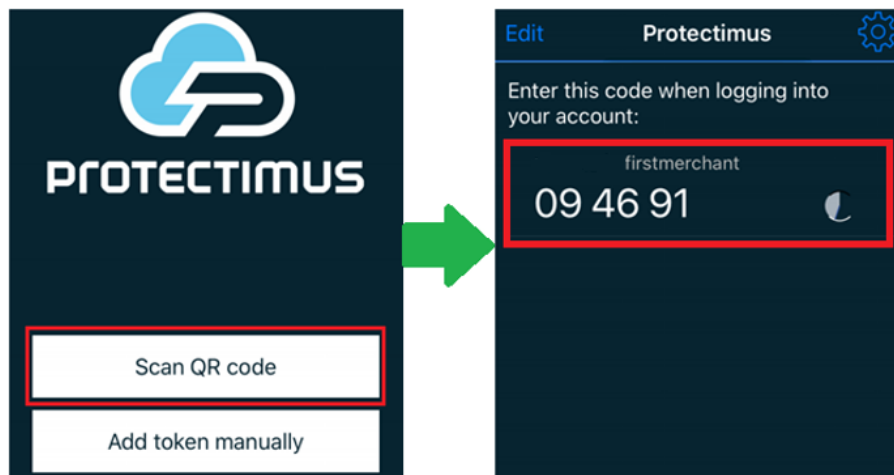 PROTECTIMUS
Scan QR code
Add token manually
Edit
Protectimus
Enter this code when logging into
your account:
firstmerchant
09 46 91